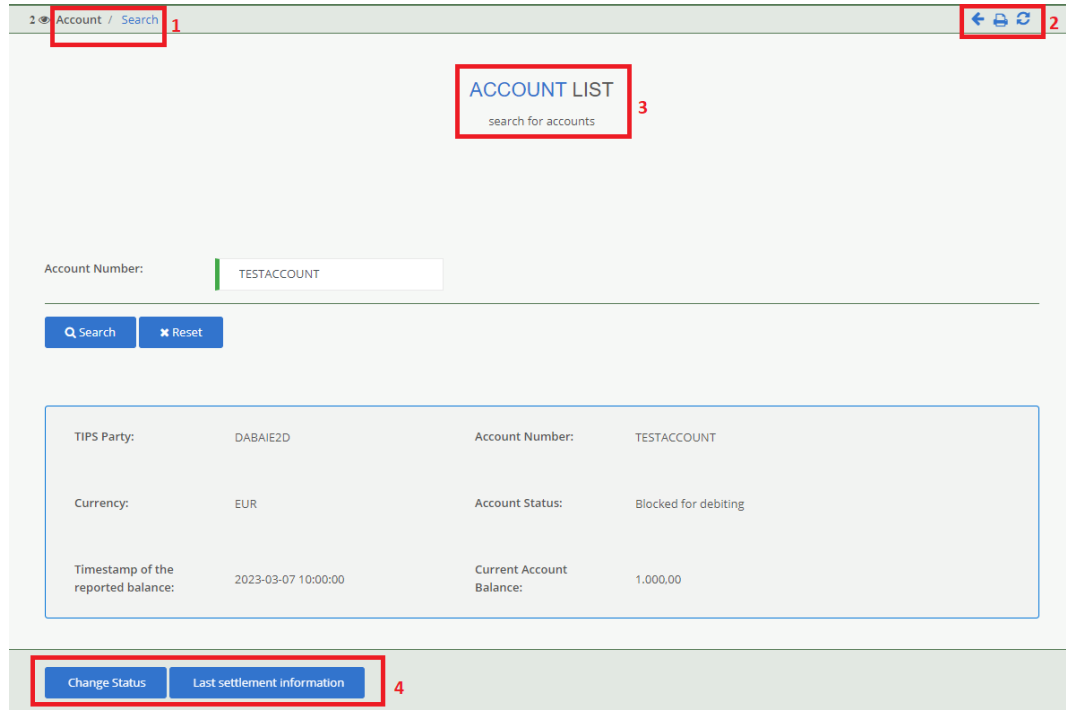 2 Account / Search 1
2
ACCOUNT LIST
search for accounts
3
Account Number: TESTACCOUNT
Search Reset
TIPS Party: DABAIE2D Account Number: TESTACCOUNT
Currency: EUR Account Status: Blocked for debiting
Timestamp of the
reported balance: 2023-03-07 10:00:00
Current Account
Balance: 1.000,00
Change Status Last settlement information 4